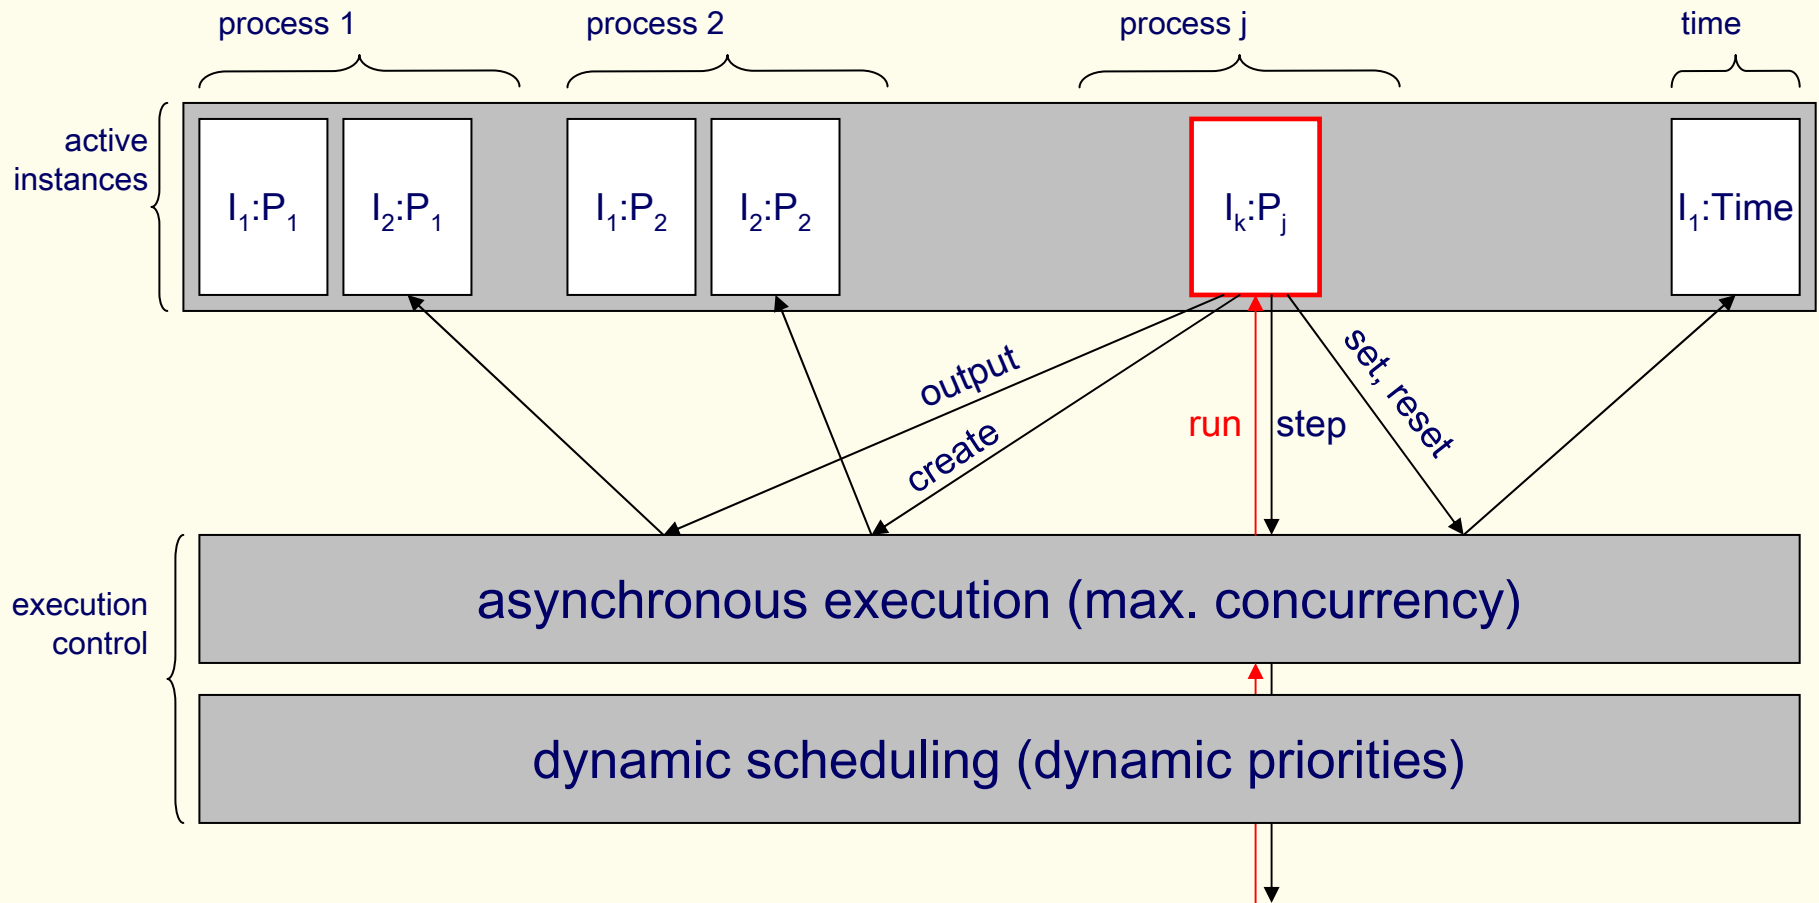 process 1
process 2
process j
time
active
instances
I₁:P₁
I₂:P₁
I₁:P₂
I₂:P₂
Iₖ:Pⱼ
I₁:Time
output
create
run
step
set, reset
execution
control
asynchronous execution (max. concurrency)
dynamic scheduling (dynamic priorities)